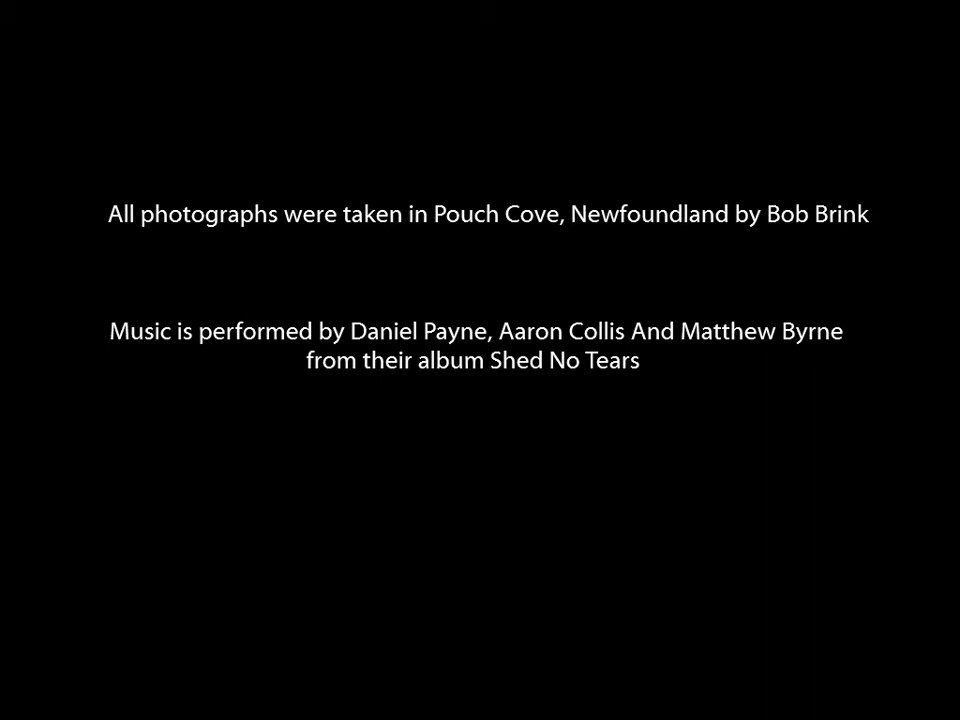 All photographs were taken in Pouch Cove, Newfoundland by Bob Brink
Music is performed by Daniel Payne, Aaron Collis And Matthew Byrne
from their album Shed No Tears